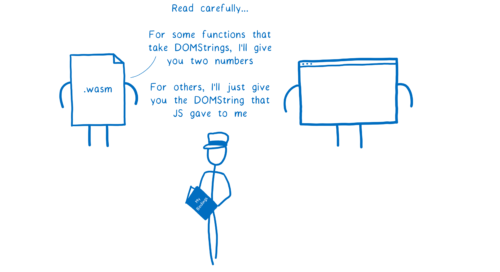 Read carefully...
For some functions that
take DOMStrings, I'll give
you two numbers
For others, I'll just give
you the DOMString that
JS gave to me
.wasm